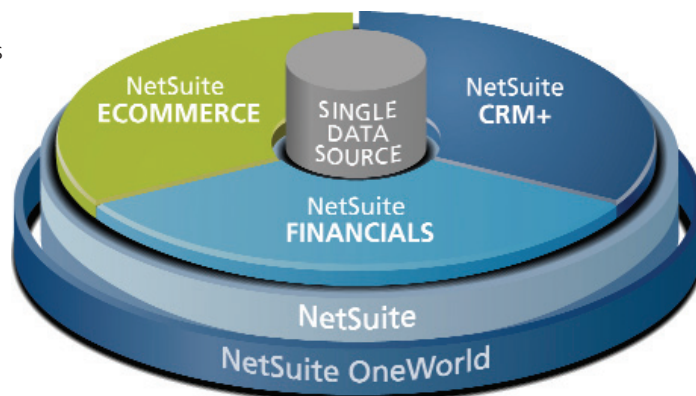 s
NetSuite
ECOMMERCE
SINGLE
DATA
SOURCE
NetSuite
CRM+
NetSuite
FINANCIALS
NetSuite
NetSuite OneWorld